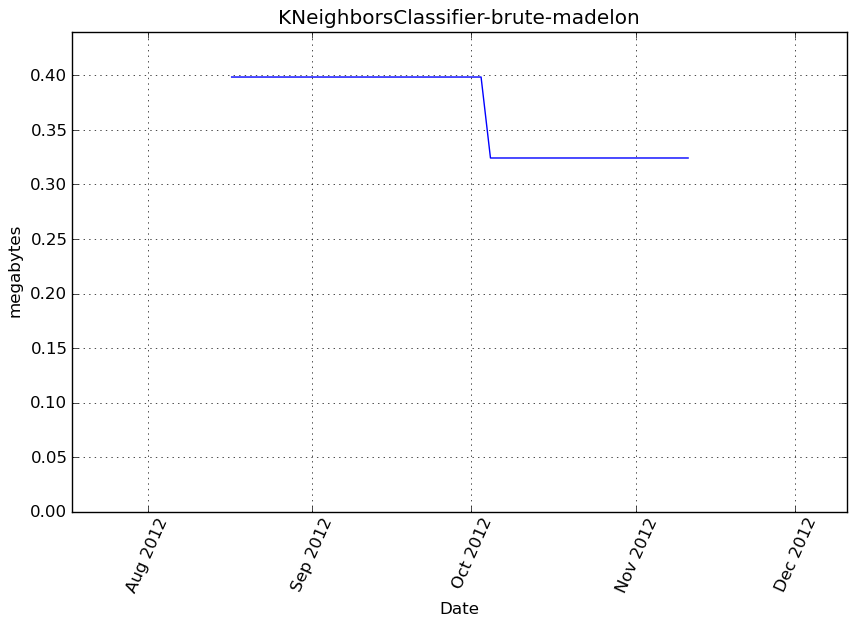 KNeighborsClassifier-brute-madelon
0.40
0.35
0.30
0.25
0.20
0.15
0.10
0.05
0.00
megabytes
Aug 2012
Sep 2012
Oct 2012
Nov 2012
Dec 2012
Date